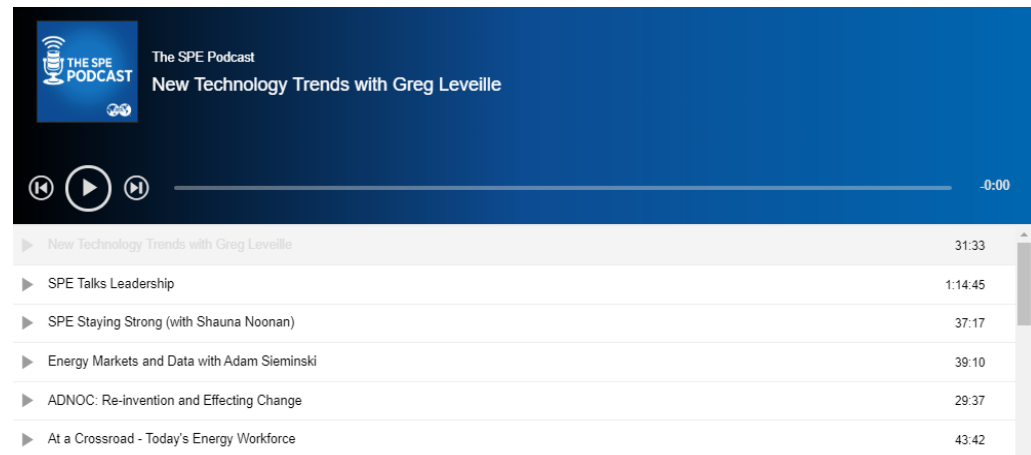 THE SPE
PODCAST
The SPE Podcast
New Technology Trends with Greg Leveille
-0:00
New Technology Trends with Greg Leveille 31:33
SPE Talks Leadership 1:14:45
SPE Staying Strong (with Shauna Noonan) 37:17
Energy Markets and Data with Adam Sieminski 39:10
ADNOC: Re-invention and Effecting Change 29:37
At a Crossroad - Today's Energy Workforce 43:42